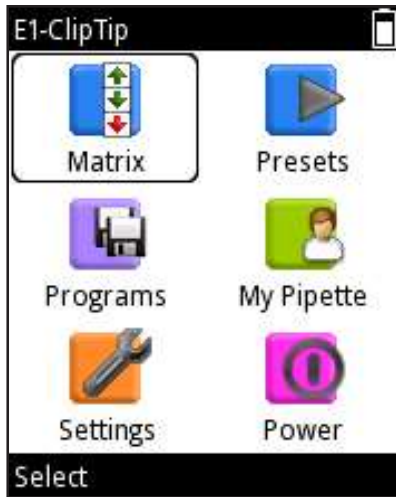 E1-ClipTip
Matrix Presets
Programs My Pipette
Settings Power
Select